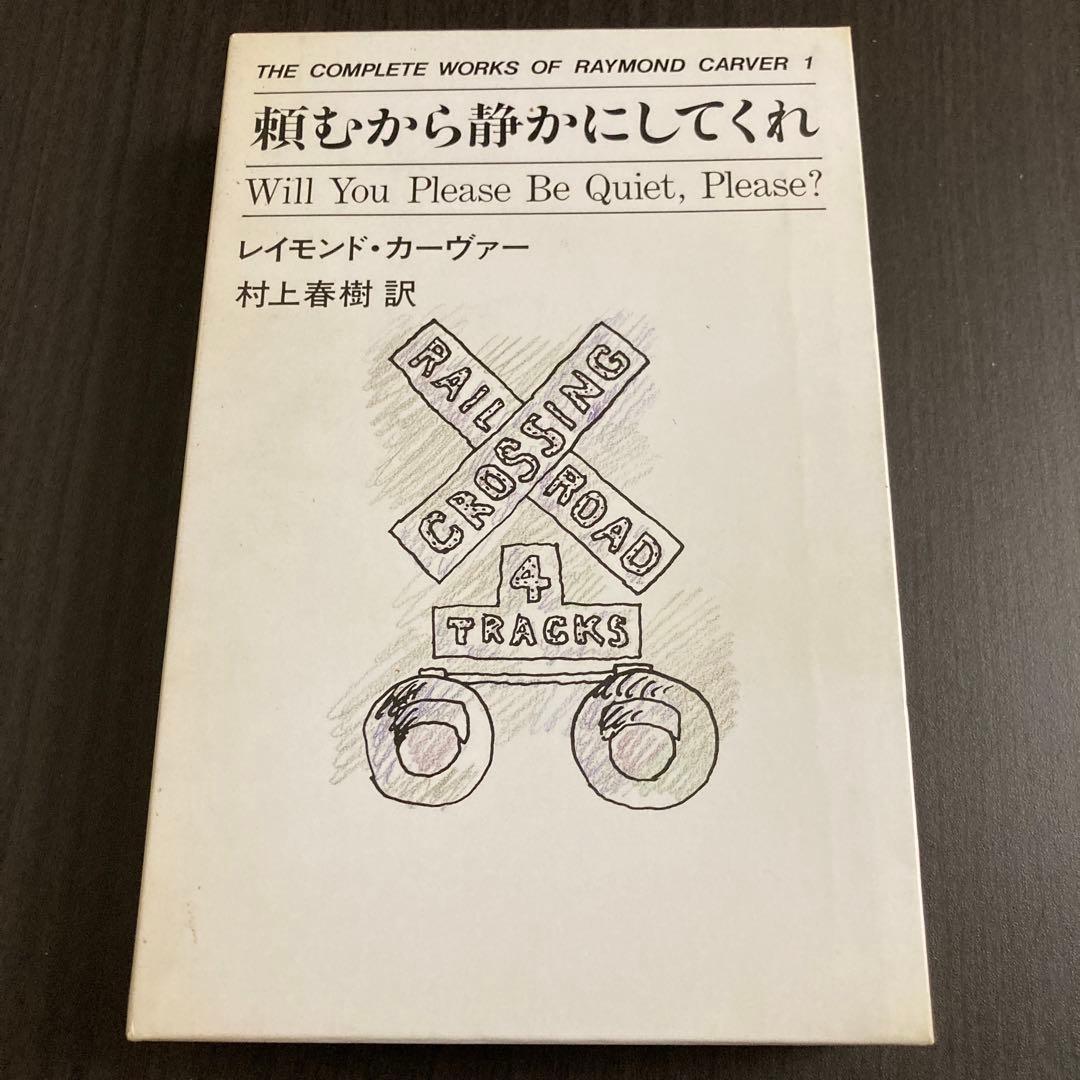 THE COMPLETE WORKS OF RAYMOND CARVER 1
頼むから静かにしてくれ
Will You Please Be Quiet, Please?
レイモンド・カーヴァー
村上春樹 訳
RAIL ROAD
CROSSING
4
TRACKS